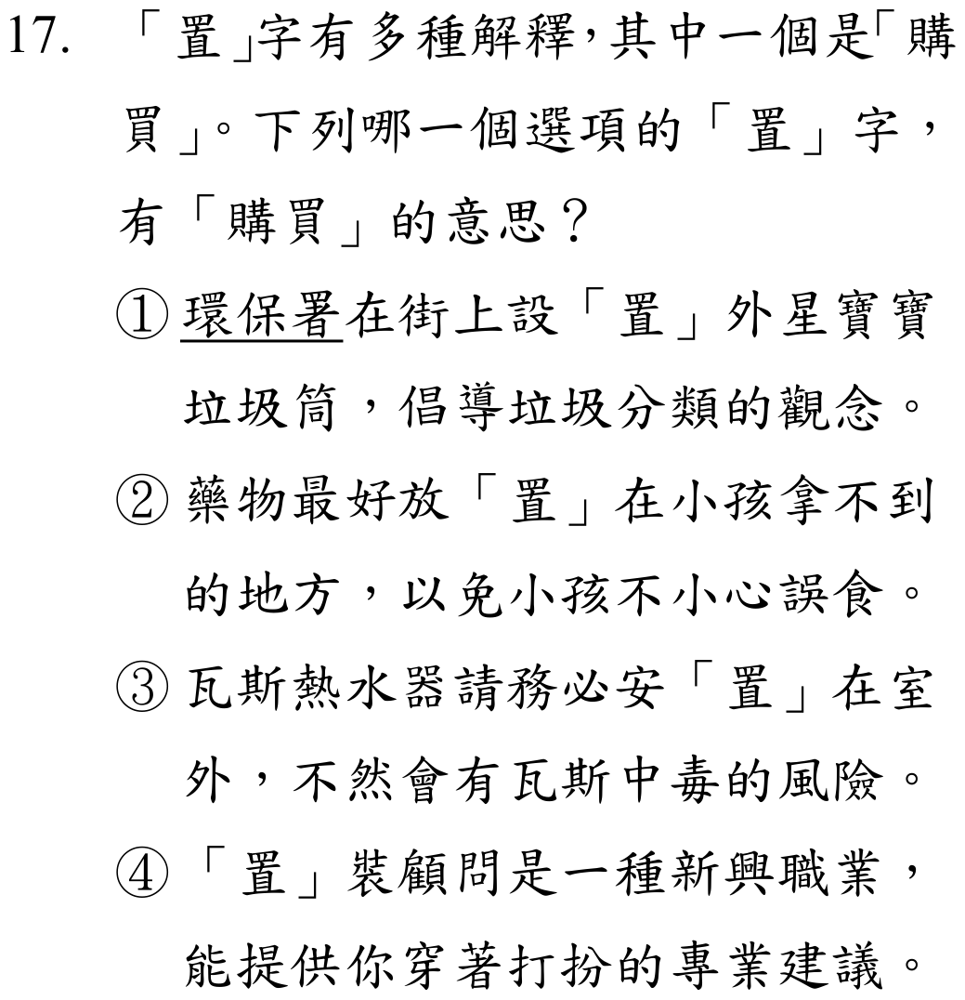 17. 「置」字有多種解釋,其中一個是「購
買」。下列哪一個選項的「置」字,
有「購買」的意思?
①環保署在街上設「置」外星寶寶
垃圾筒,倡導垃圾分類的觀念。
②藥物最好放「置」在小孩拿不到
的地方,以免小孩不小心誤食。
③瓦斯熱水器請務必安「置」在室
外,不然會有瓦斯中毒的風險。
④「置」裝顧問是一種新興職業,
能提供你穿著打扮的專業建議。